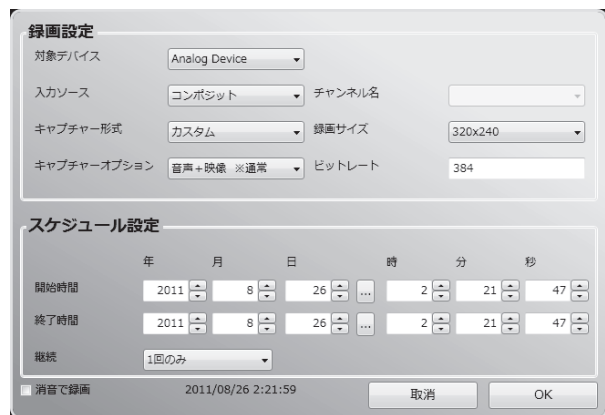 録画設定
対象デバイス Analog Device
入力ソース コンポジット チャンネル名
キャプチャー形式 カスタム 録画サイズ 320x240
キャプチャーオプション 音声+映像 ※通常 ビットレート 384
スケジュール設定
年 月 日 時 分 秒
開始時間 2011 8 26 ... 2 21 47
終了時間 2011 8 26 ... 2 21 47
継続 1回のみ
消音で録画 2011/08/26 2:21:59 取消 OK